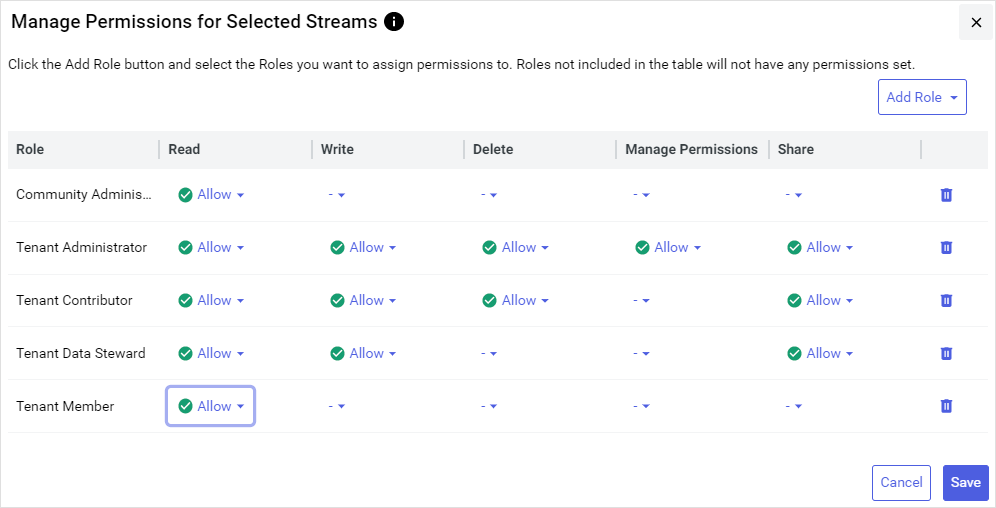 Manage Permissions for Selected Streams
Click the Add Role button and select the Roles you want to assign permissions to. Roles not included in the table will not have any permissions set.
Add Role
Role Read Write Delete Manage Permissions Share
Community Adminis... Allow - - - -
Tenant Administrator Allow Allow Allow Allow Allow
Tenant Contributor Allow Allow Allow - Allow
Tenant Data Steward Allow Allow - - Allow
Tenant Member Allow - - - -
Cancel Save